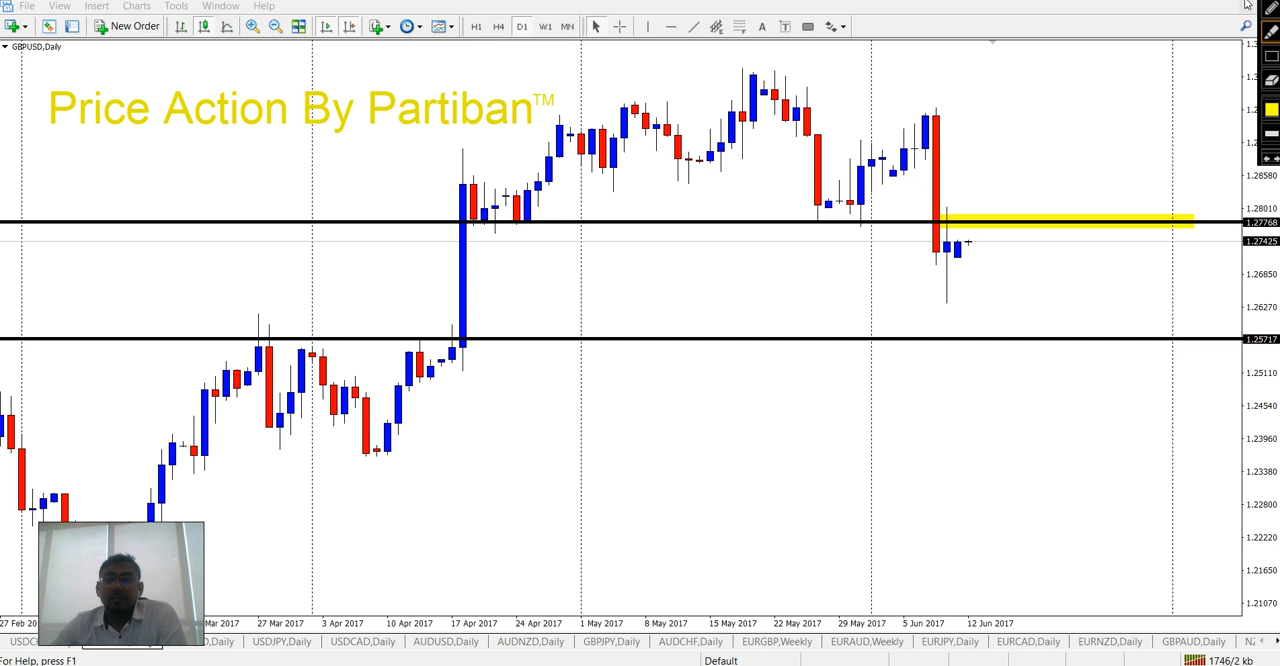 File View Insert Charts Tools Window Help
New Order H1 H4 D1 W1 MN A T
GBPUSD,Daily
Price Action By Partiban™
1.28580
1.28010
1.27768
1.27425
1.26850
1.26270
1.25717
1.25110
1.24540
1.23960
1.23380
1.22800
1.22220
1.21650
1.21070
27 Feb 2017 Mar 2017 27 Mar 2017 3 Apr 2017 10 Apr 2017 17 Apr 2017 24 Apr 2017 1 May 2017 8 May 2017 15 May 2017 22 May 2017 29 May 2017 5 Jun 2017 12 Jun 2017
USDC D,Daily USDJPY,Daily USDCAD,Daily AUDUSD,Daily AUDNZD,Daily GBPJPY,Daily AUDCHF,Daily EURGBP,Weekly EURAUD,Weekly EURJPY,Daily EURCAD,Daily EURNZD,Daily GBPAUD,Daily
For Help, press F1 Default 1746/2 kb